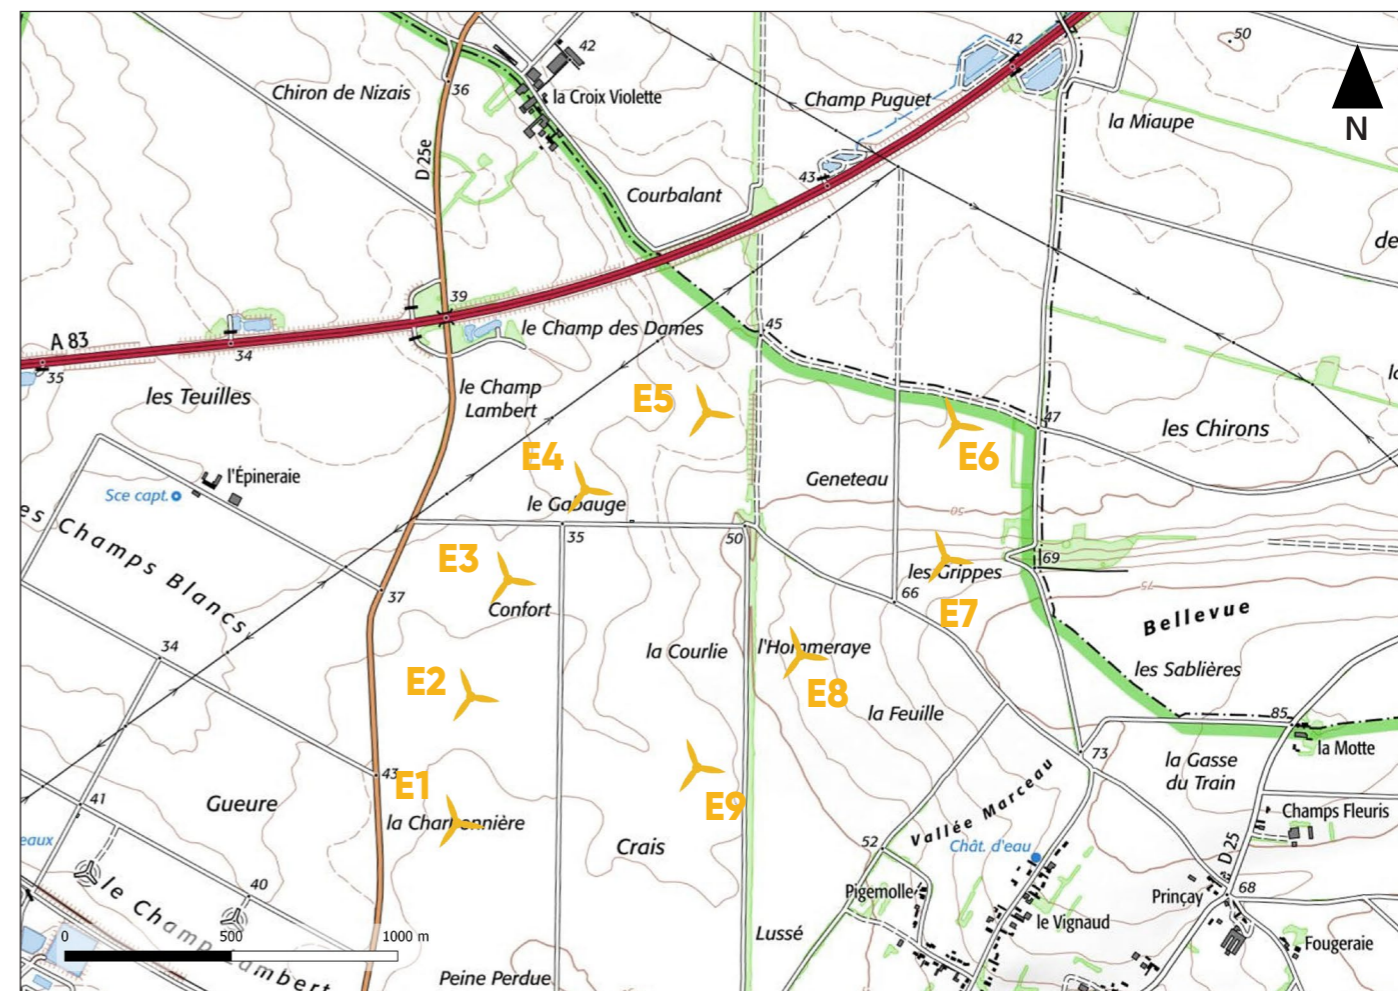 42
42
50
36
Chiron de Nizais
la Croix Violette
Champ Puguet
la Miaupe
N
D 25e
43
Courbalant
de
39
45
A 83
34
35
le Champ des Dames
les Teuilles
le Champ
Lambert
E5
47
les Chirons
E4
E6
l'Épineraie
Sce capt.
le Gabauge
Geneteau
50
es Champs Blancs
35
50
E3
69
les Grippes
75
37
Confort
66
E7
Bellevue
34
la Courlie
l'Hommeraye
les Sablières
E2
E8
la Feuille
85
la Motte
43
73
la Gasse
du Train
E1
Gueure
41
la Charbonnière
E9
Vallée Marceau
Champs Fleuris
eaux
Crais
52
Chât. d'eau
D 25
40
Pigemolle
Prinçay
68
le Vignaud
le Champ Lambert
Lussé
Fougeraie
0 500 1000 m
Peine Perdue